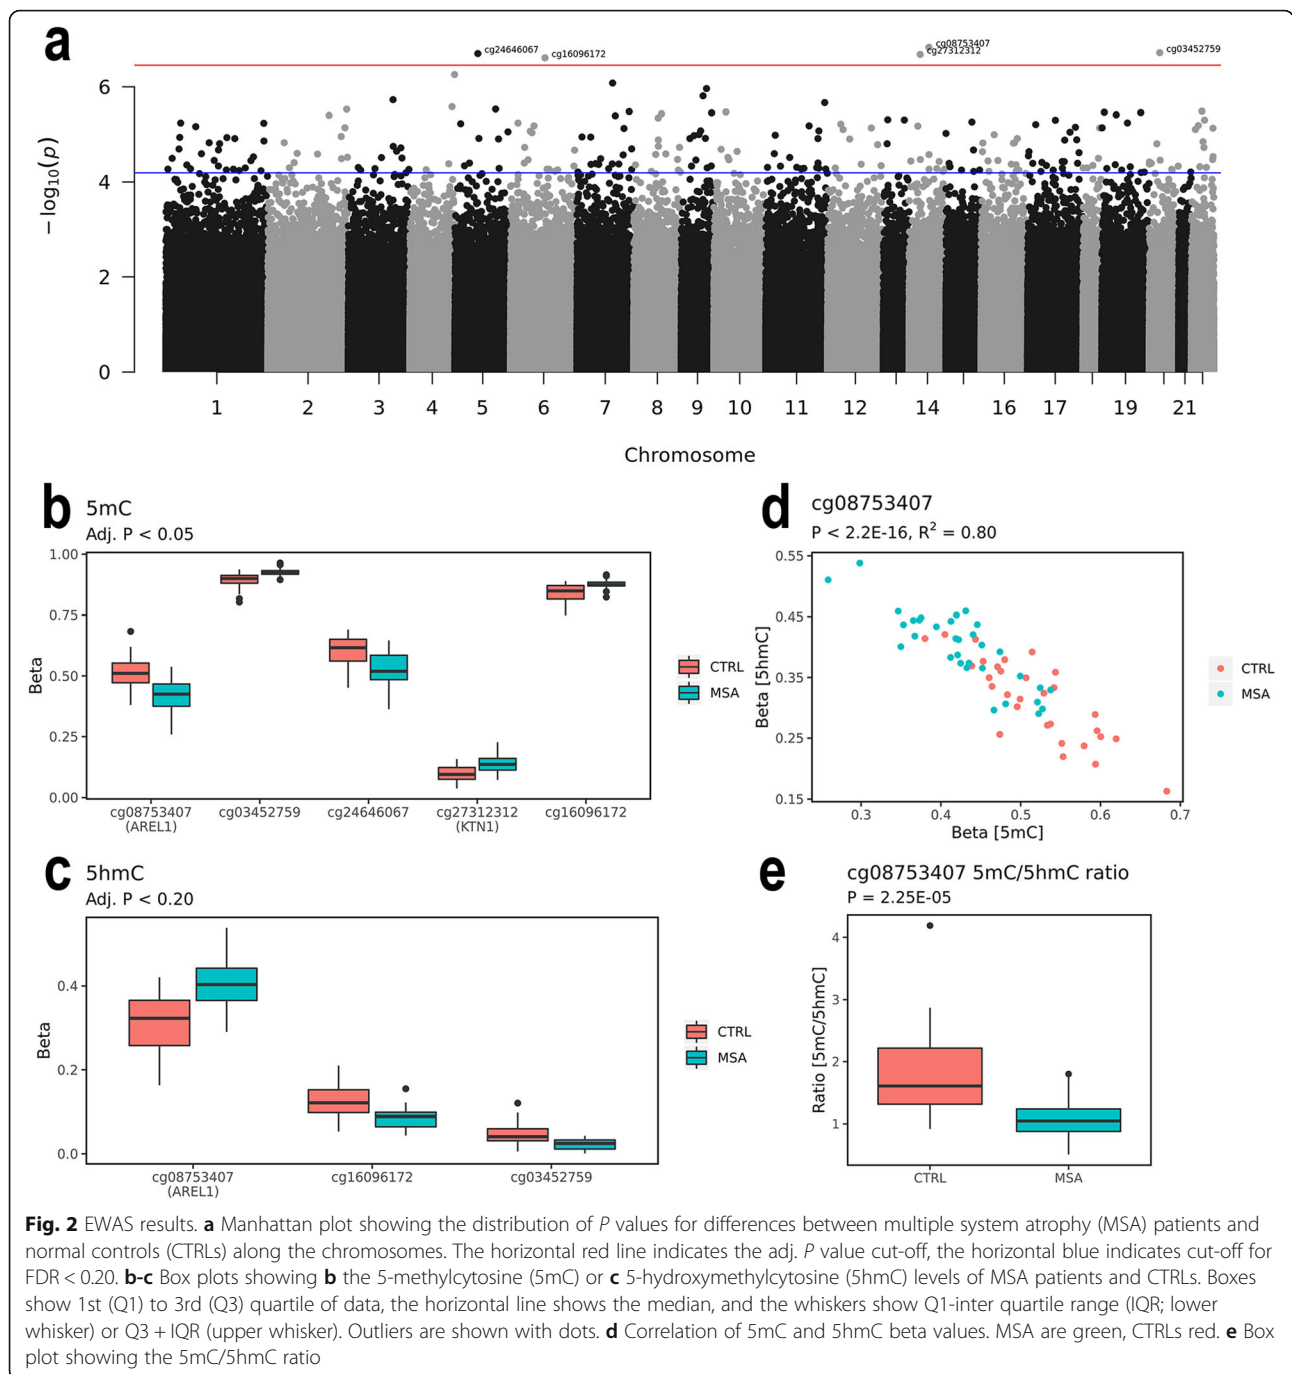 a
cg24646067
cg16096172
cg08753407
cg27312312
cg03452759
−log10(p)
6
4
2
0
1 2 3 4 5 6 7 8 9 10 11 12 14 16 17 19 21
Chromosome
b
5mC
Adj. P < 0.05
Beta
1.00
0.75
0.50
0.25
0.00
cg08753407 cg03452759 cg24646067 cg27312312 cg16096172
(AREL1) (KTN1)
CTRL
MSA
d
cg08753407
P < 2.2E-16, R² = 0.80
Beta [5hmC]
0.55
0.45
0.35
0.25
0.15
0.3 0.4 0.5 0.6 0.7
Beta [5mC]
CTRL
MSA
c
5hmC
Adj. P < 0.20
Beta
0.4
0.2
0.0
cg08753407 cg16096172 cg03452759
(AREL1)
CTRL
MSA
e
cg08753407 5mC/5hmC ratio
P = 2.25E-05
Ratio [5mC/5hmC]
4
3
2
1
CTRL MSA
Fig. 2 EWAS results. a Manhattan plot showing the distribution of P values for differences between multiple system atrophy (MSA) patients and
normal controls (CTRLs) along the chromosomes. The horizontal red line indicates the adj. P value cut-off, the horizontal blue indicates cut-off for
FDR < 0.20. b-c Box plots showing b the 5-methylcytosine (5mC) or c 5-hydroxymethylcytosine (5hmC) levels of MSA patients and CTRLs. Boxes
show 1st (Q1) to 3rd (Q3) quartile of data, the horizontal line shows the median, and the whiskers show Q1-inter quartile range (IQR; lower
whisker) or Q3 + IQR (upper whisker). Outliers are shown with dots. d Correlation of 5mC and 5hmC beta values. MSA are green, CTRLs red. e Box
plot showing the 5mC/5hmC ratio